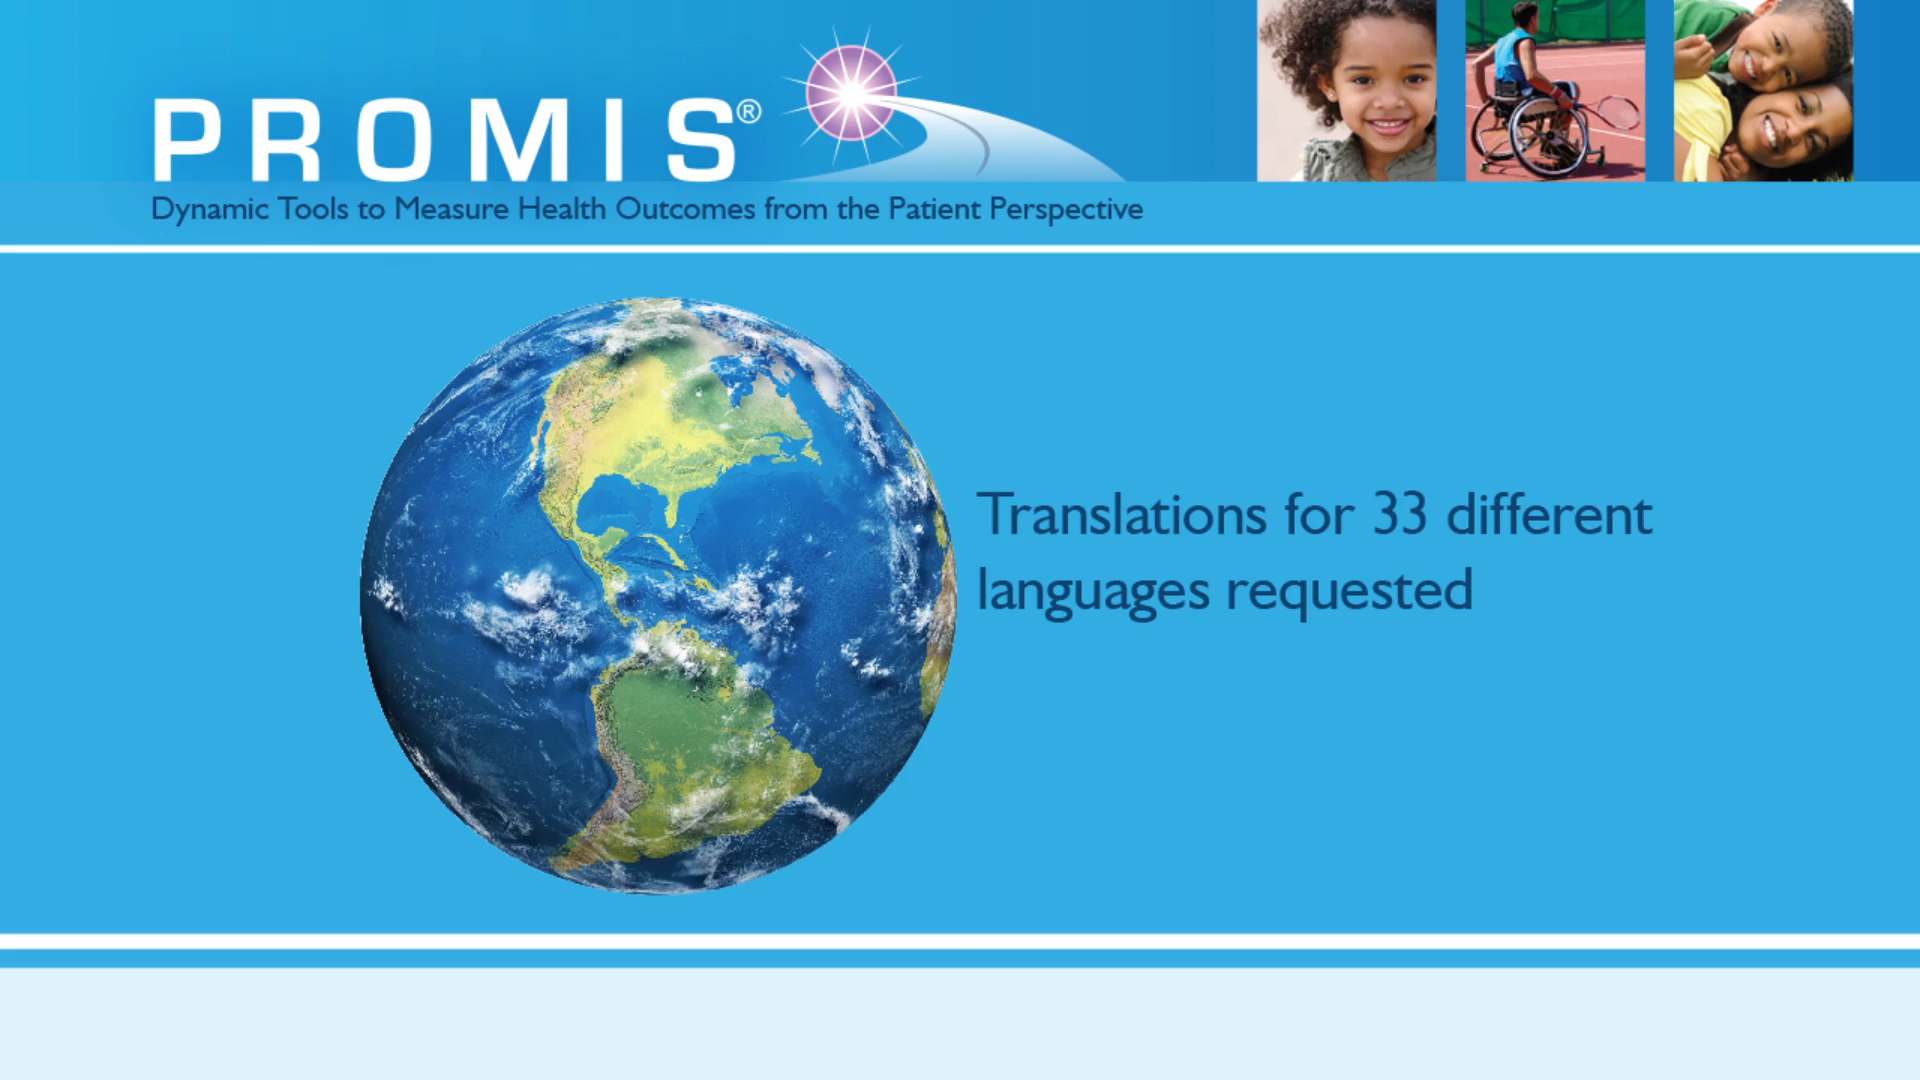 PROMIS®
Dynamic Tools to Measure Health Outcomes from the Patient Perspective
Translations for 33 different
languages requested